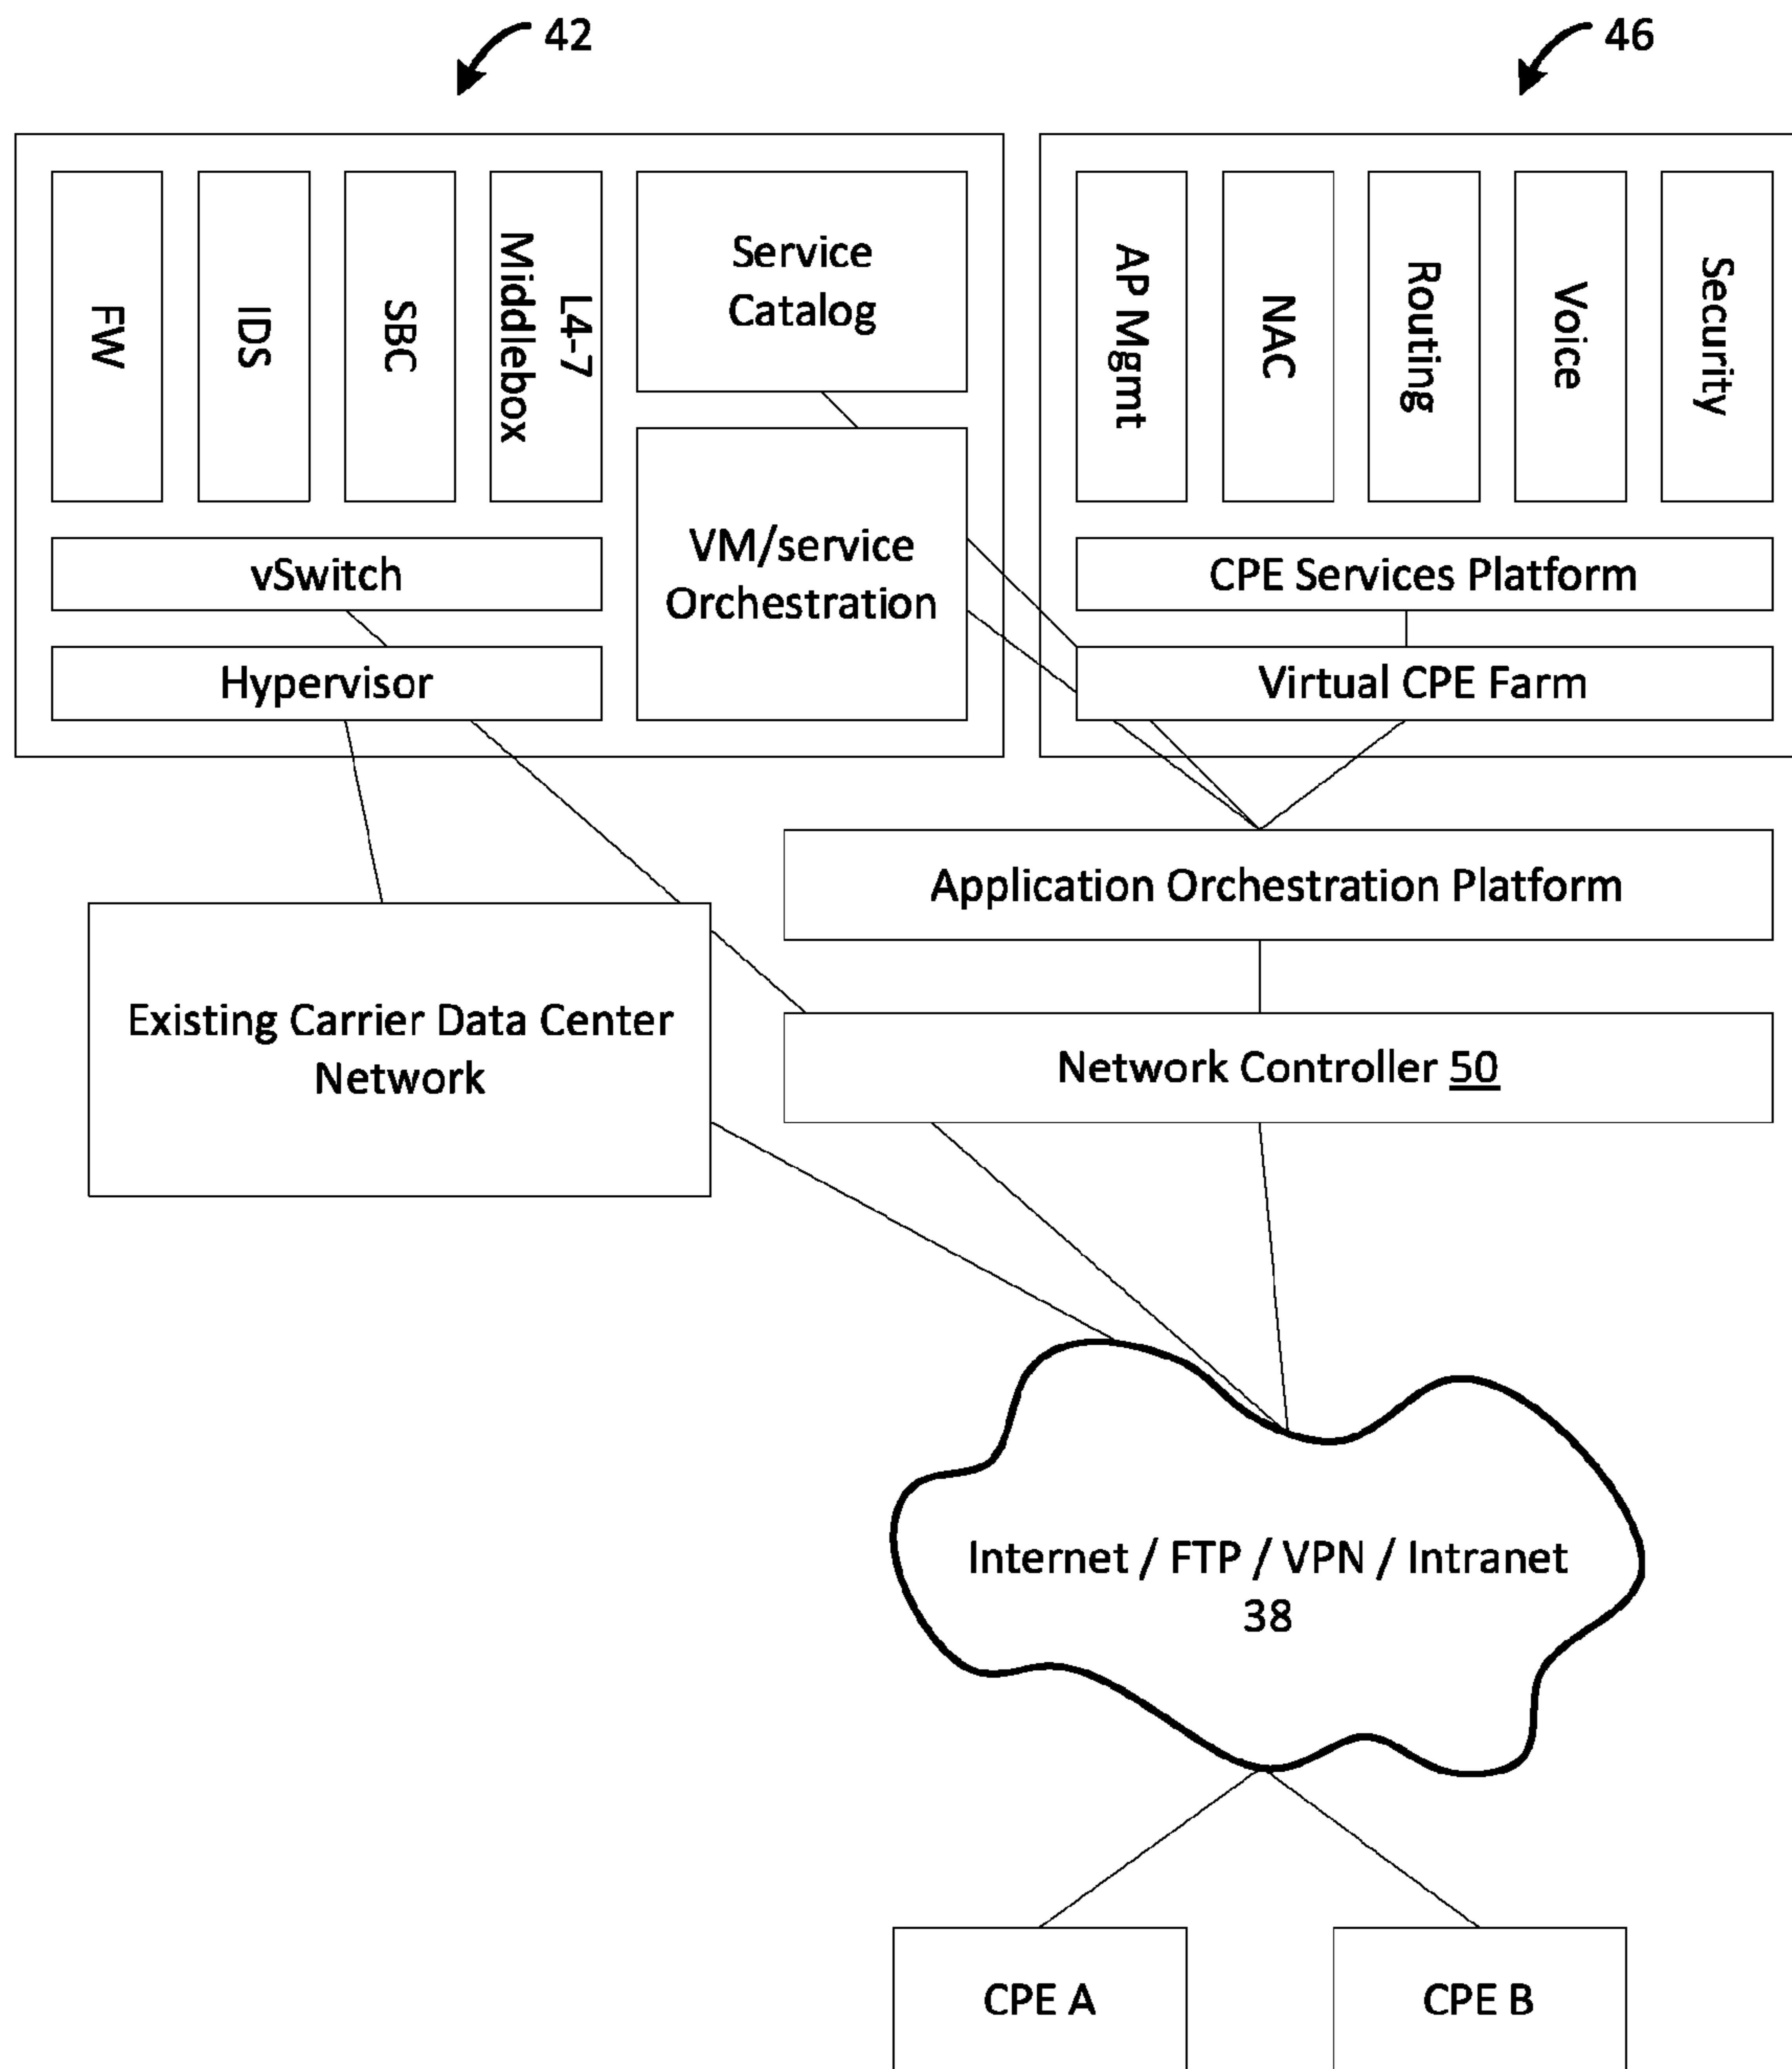 42
46
FW
IDS
SBC
L4-7
Middlebox
Service
Catalog
AP Mgmt
NAC
Routing
Voice
Security
vSwitch
VM/service
Orchestration
CPE Services Platform
Hypervisor
Virtual CPE Farm
Application Orchestration Platform
Existing Carrier Data Center
Network
Network Controller 50
Internet / FTP / VPN / Intranet
38
CPE A
CPE B